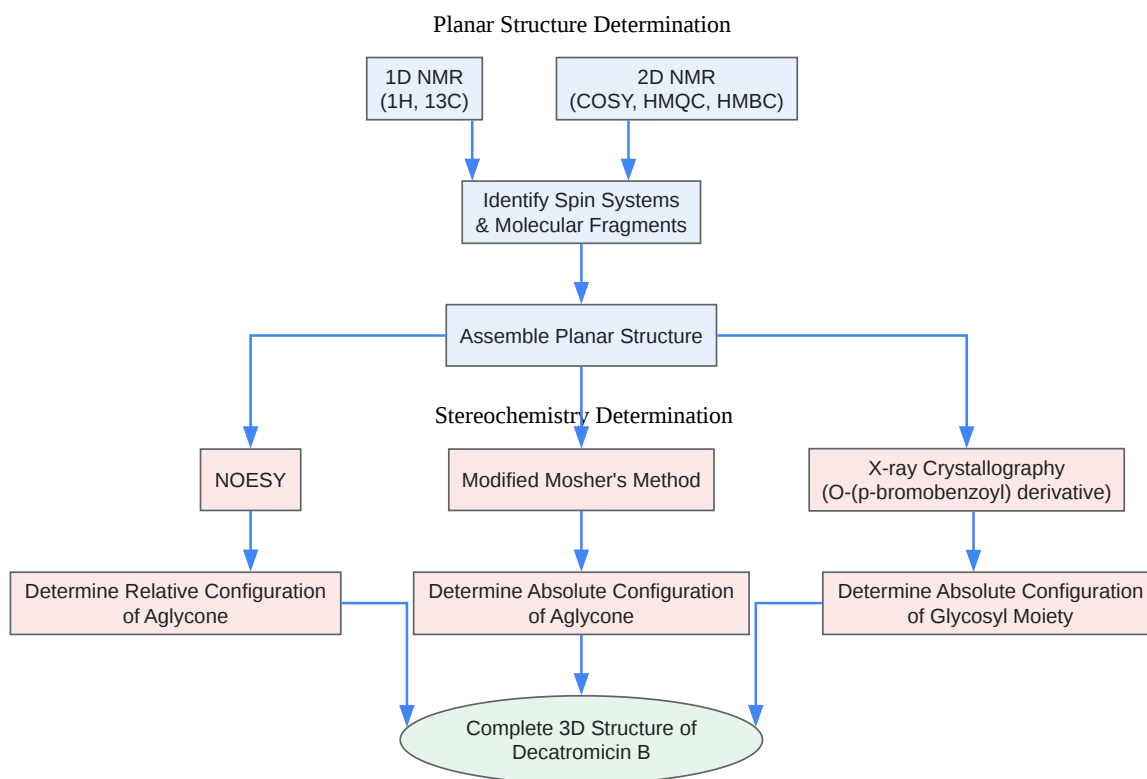 Planar Structure Determination
1D NMR
(1H, 13C)
2D NMR
(COSY, HMQC, HMBC)
Identify Spin Systems
& Molecular Fragments
Assemble Planar Structure
Stereochemistry Determination
NOESY
Modified Mosher's Method
X-ray Crystallography
(O-(p-bromobenzoyl) derivative)
Determine Relative Configuration
of Aglycone
Determine Absolute Configuration
of Aglycone
Determine Absolute Configuration
of Glycosyl Moiety
Complete 3D Structure of
Decatromicin B